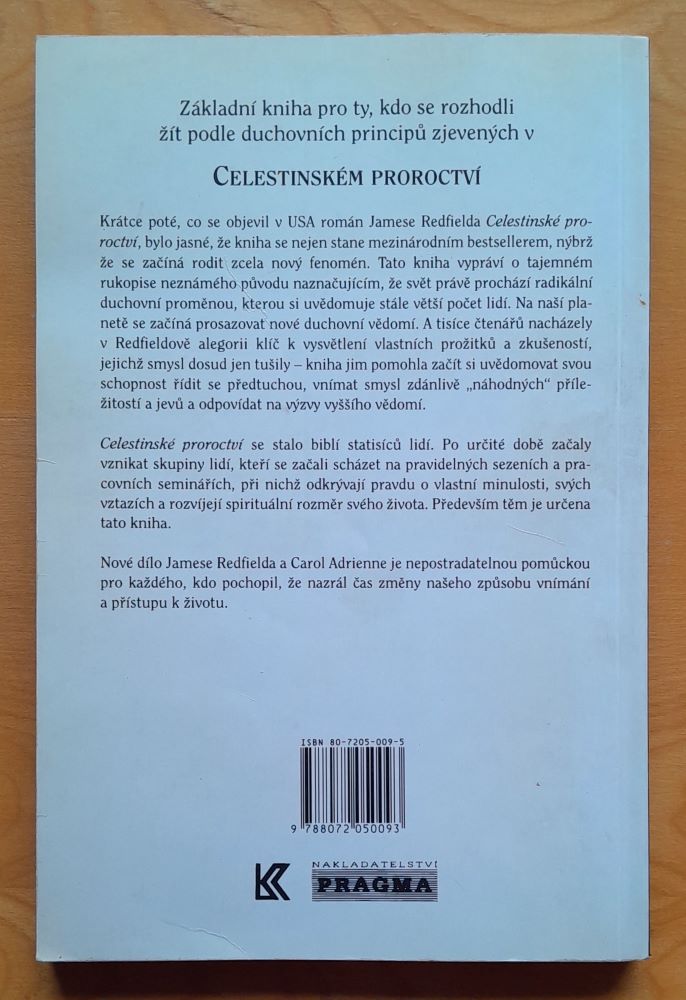 Základní kniha pro ty, kdo se rozhodli
žít podle duchovních principů zjevených v
CELESTINSKÉM PROROCTVÍ
Krátce poté, co se objevil v USA román Jamese Redfielda Celestinské pro-
roctví, bylo jasné, že kniha se nejen stane mezinárodním bestsellerem, nýbrž
že se začíná rodit zcela nový fenomén. Tato kniha vypráví o tajemném
rukopise neznámého původu naznačujícím, že svět právě prochází radikální
duchovní proměnou, kterou si uvědomuje stále větší počet lidí. Na naší pla-
netě se začíná prosazovat nové duchovní vědomí. A tisíce čtenářů nacházely
v Redfieldově alegorii klíč k vysvětlení vlastních prožitků a zkušeností,
jejichž smysl dosud jen tušily – kniha jim pomohla začít si uvědomovat svou
schopnost řídit se předtuchou, vnímat smysl zdánlivě „náhodných“ příle-
žitostí a jevů a odpovídat na výzvy vyššího vědomí.
Celestinské proroctví se stalo biblí statisíců lidí. Po určité době začaly
vznikat skupiny lidí, kteří se začali scházet na pravidelných sezeních a pra-
covních seminářích, při nichž odkrývají pravdu o vlastní minulosti, svých
vztazích a rozvíjejí spirituální rozměr svého života. Především těm je určena
tato kniha.
Nové dílo Jamese Redfielda a Carol Adrienne je nepostradatelnou pomůckou
pro každého, kdo pochopil, že nazrál čas změny našeho způsobu vnímání
a přístupu k životu.
ISBN 80-7205-009-5
9 788072 050093
NAKLADATELSTVÍ
PRAGMA